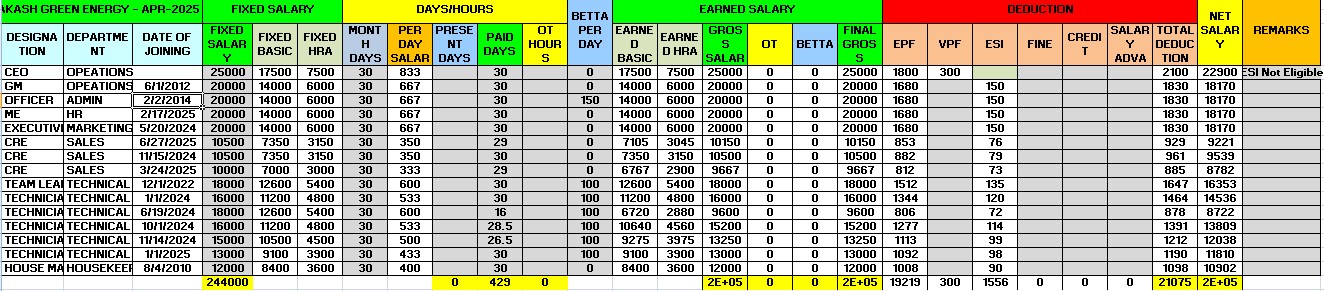 AKASH GREEN ENERGY - APR-2025 FIXED SALARY DAYS/HOURS BETTA PER DAY EARNED SALARY DEDUCTION NET SALARY REMARKS
DESIGNATION DEPARTMENT DATE OF JOINING FIXED SALARY FIXED BASIC FIXED HRA MONTH DAYS PER DAY SALAR PRESENT DAYS PAID DAYS OT HOURS EARNED BASIC EARNED HRA GROSS SALAR OT BETTA FINAL GROSS EPF VPF ESI FINE CREDIT SALARY ADVA TOTAL DEDUCTION
CEO OPEATIONS 25000 17500 7500 30 833 30 0 17500 7500 25000 0 0 25000 1800 300 2100 22900 ESI Not Eligible
GM OPEATIONS 6/1/2012 20000 14000 6000 30 667 30 0 14000 6000 20000 0 0 20000 1680 150 1830 18170
OFFICER ADMIN 2/2/2014 20000 14000 6000 30 667 30 150 14000 6000 20000 0 0 20000 1680 150 1830 18170
ME HR 2/17/2025 20000 14000 6000 30 667 30 0 14000 6000 20000 0 0 20000 1680 150 1830 18170
EXECUTIVE MARKETING 5/20/2024 20000 14000 6000 30 667 30 0 14000 6000 20000 0 0 20000 1680 150 1830 18170
CRE SALES 6/27/2025 10500 7350 3150 30 350 29 0 7105 3045 10150 0 0 10150 853 76 929 9221
CRE SALES 11/15/2024 10500 7350 3150 30 350 30 0 7350 3150 10500 0 0 10500 882 79 961 9539
CRE SALES 3/24/2025 10000 7000 3000 30 333 29 0 6767 2900 9667 0 0 9667 812 73 885 8782
TEAM LEA TECHNICAL 12/1/2022 18000 12600 5400 30 600 30 100 12600 5400 18000 0 0 18000 1512 135 1647 16353
TECHNICIA TECHNICAL 1/1/2024 16000 11200 4800 30 533 30 100 11200 4800 16000 0 0 16000 1344 120 1464 14536
TECHNICIA TECHNICAL 6/19/2024 18000 12600 5400 30 600 16 100 6720 2880 9600 0 0 9600 806 72 878 8722
TECHNICIA TECHNICAL 10/1/2024 16000 11200 4800 30 533 28.5 100 10640 4560 15200 0 0 15200 1277 114 1391 13809
TECHNICIA TECHNICAL 11/14/2024 15000 10500 4500 30 500 26.5 100 9275 3975 13250 0 0 13250 1113 99 1212 12038
TECHNICIA TECHNICAL 1/1/2025 13000 9100 3900 30 433 30 100 9100 3900 13000 0 0 13000 1092 98 1190 11810
HOUSE MA HOUSEKEEP 8/4/2010 12000 8400 3600 30 400 30 0 8400 3600 12000 0 0 12000 1008 90 1098 10902
244000 0 429 0 2E+05 0 0 2E+05 19219 300 1556 0 0 0 21075 2E+05